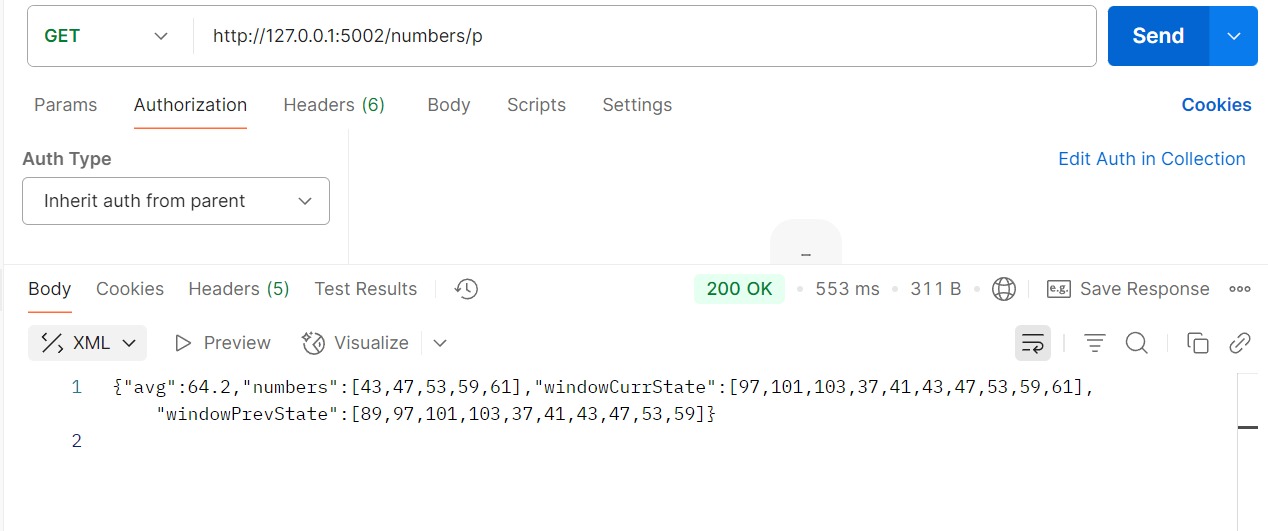 GET http://127.0.0.1:5002/numbers/p Send
Params Authorization Headers (6) Body Scripts Settings Cookies
Auth Type Edit Auth in Collection
Inherit auth from parent
Body Cookies Headers (5) Test Results 200 OK 553 ms 311 B e.g. Save Response
XML Preview Visualize
1 {"avg":64.2,"numbers":[43,47,53,59,61],"windowCurrState":[97,101,103,37,41,43,47,53,59,61],
"windowPrevState":[89,97,101,103,37,41,43,47,53,59]}
2